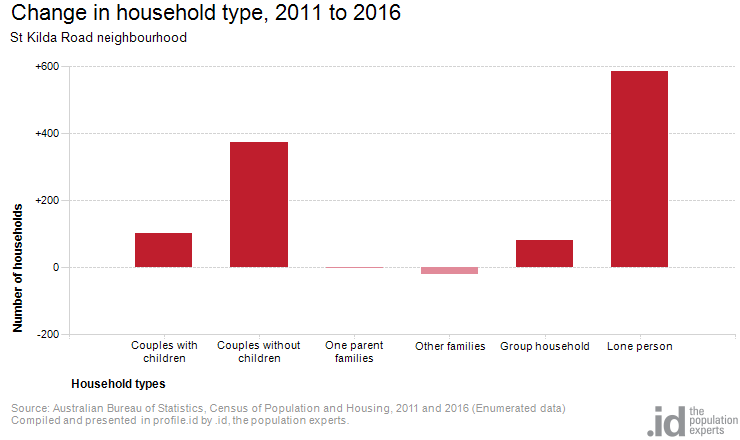 Change in household type, 2011 to 2016
St Kilda Road neighbourhood
Number of households
+600
+400
+200
0
-200
Couples with
children
Couples without
children
One parent
families
Other families
Group household
Lone person
Household types
Source: Australian Bureau of Statistics, Census of Population and Housing, 2011 and 2016 (Enumerated data)
Compiled and presented in profile.id by .id, the population experts.
.id the
population
experts